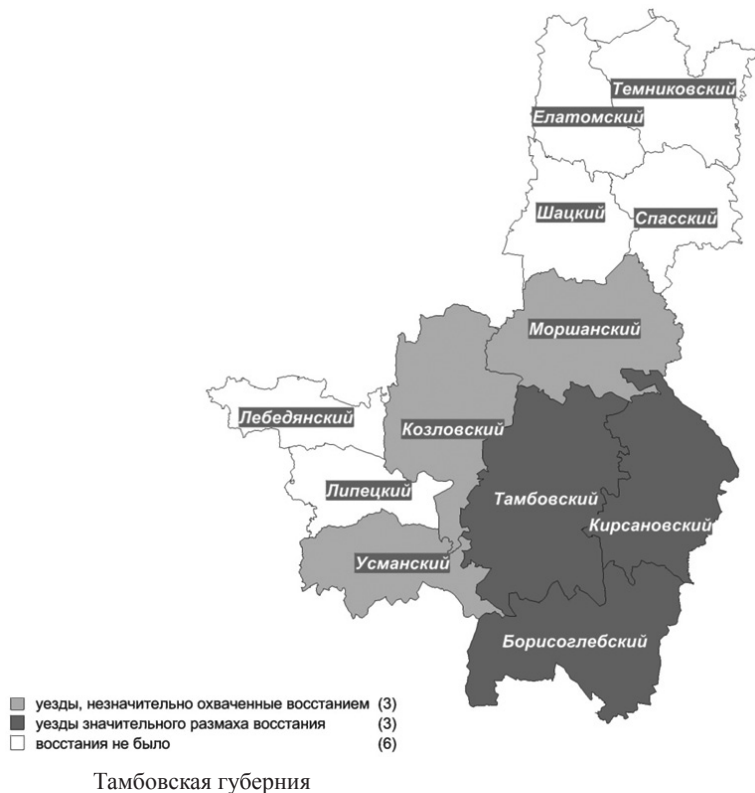 Темниковский
Елатомский
Шацкий
Спасский
Моршанский
Лебедянский
Козловский
Липецкий
Тамбовский
Кирсановский
Усманский
Борисоглебский
уезды, незначительно охваченные восстанием (3)
уезды значительного размаха восстания (3)
восстания не было (6)
Тамбовская губерния